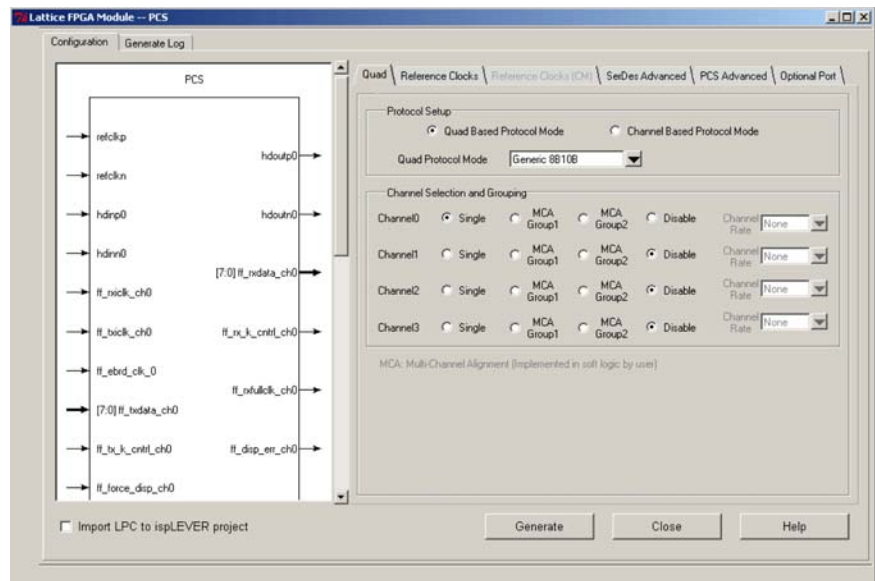 Lattice FPGA Module -- PCS
Configuration Generate Log
PCS
refclkp
hdoutp0
refclkn
hdinp0
hdoutn0
hdinn0
[7:0] ff_rxdata_ch0
ff_rxiclk_ch0
ff_txiclk_ch0
ff_rx_k_cntrl_ch0
ff_ebrd_clk_0
ff_rxfullclk_ch0
[7:0] ff_txdata_ch0
ff_tx_k_cntrl_ch0
ff_disp_err_ch0
ff_force_disp_ch0
Quad Reference Clocks Reference Clocks (CM) SerDes Advanced PCS Advanced Optional Port
Protocol Setup
Quad Based Protocol Mode Channel Based Protocol Mode
Quad Protocol Mode Generic 8B10B
Channel Selection and Grouping
Channel0 Single MCA Group1 MCA Group2 Disable Channel Rate None
Channel1 Single MCA Group1 MCA Group2 Disable Channel Rate None
Channel2 Single MCA Group1 MCA Group2 Disable Channel Rate None
Channel3 Single MCA Group1 MCA Group2 Disable Channel Rate None
MCA: Multi-Channel Alignment (Implemented in soft logic by user)
Import LPC to ispLEVER project
Generate Close Help